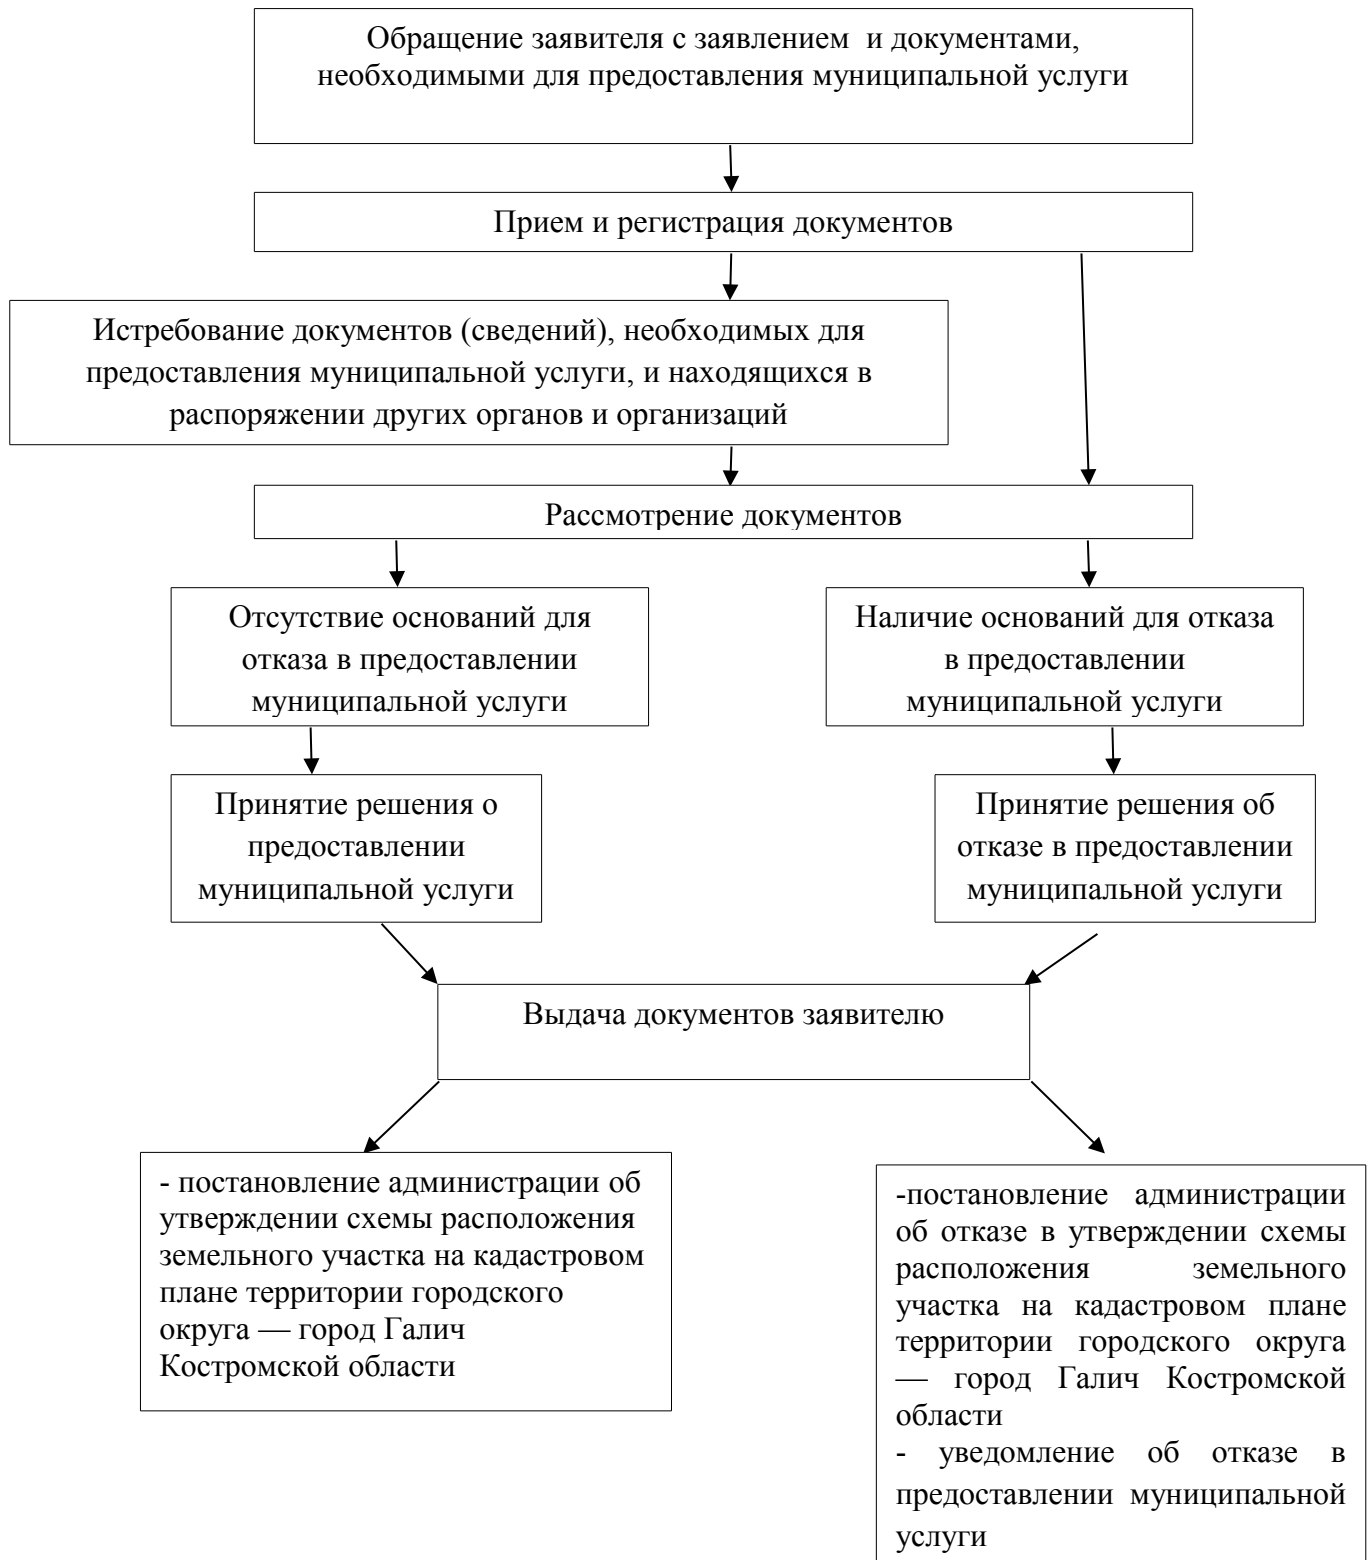 Обращение заявителя с заявлением  и документами,
необходимыми для предоставления муниципальной услуги
Прием и регистрация документов
Истребование документов (сведений), необходимых для
предоставления муниципальной услуги, и находящихся в
распоряжении других органов и организаций
Рассмотрение документов
Отсутствие оснований для
отказа в предоставлении
муниципальной услуги
Наличие оснований для отказа
в предоставлении
муниципальной услуги
Принятие решения о
предоставлении
муниципальной услуги
Принятие решения об
отказе в предоставлении
муниципальной услуги
Выдача документов заявителю
- постановление администрации об
утверждении схемы расположения
земельного участка на кадастровом
плане территории городского
округа — город Галич
Костромской области
-постановление администрации
об отказе в утверждении схемы
расположения земельного
участка на кадастровом плане
территории городского округа
— город Галич Костромской
области
- уведомление об отказе в
предоставлении муниципальной
услуги